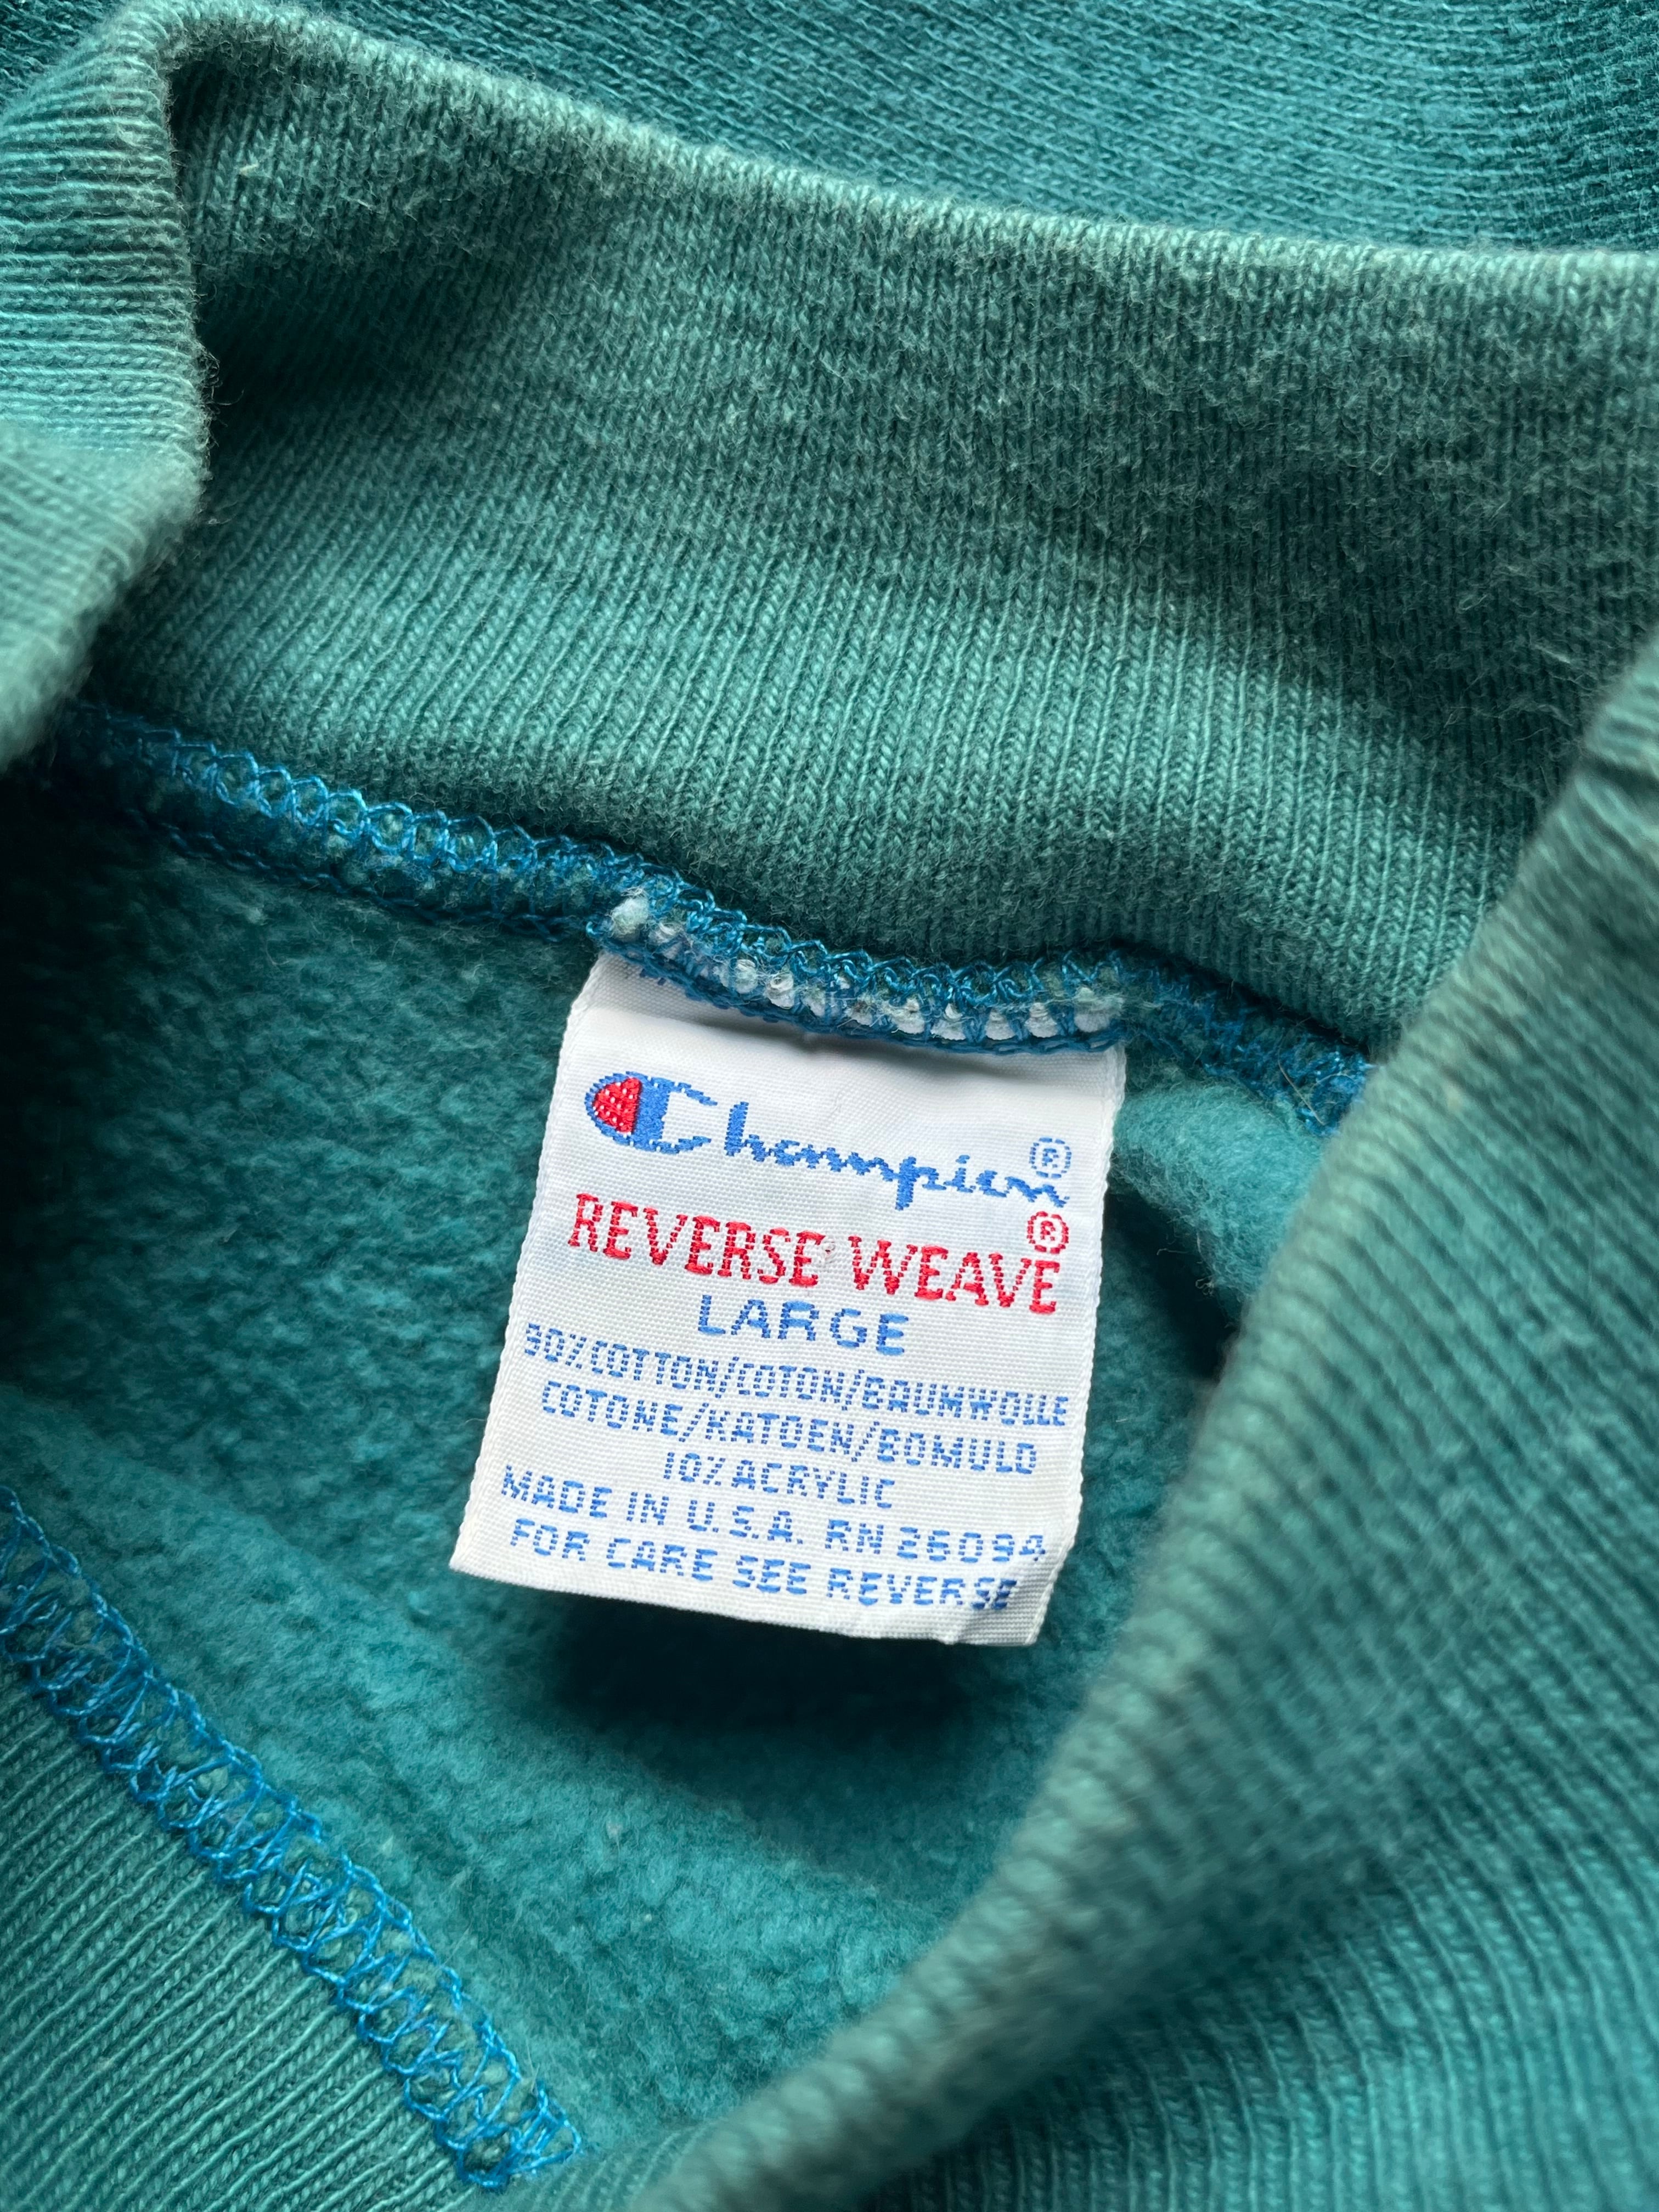 Champion®
REVERSE WEAVE®
LARGE
90% COTTON/COTON/BAUMWOLLE
COTONE/KATOEN/BOMULD
10% ACRYLIC
MADE IN U.S.A. RN 26094
FOR CARE SEE REVERSE